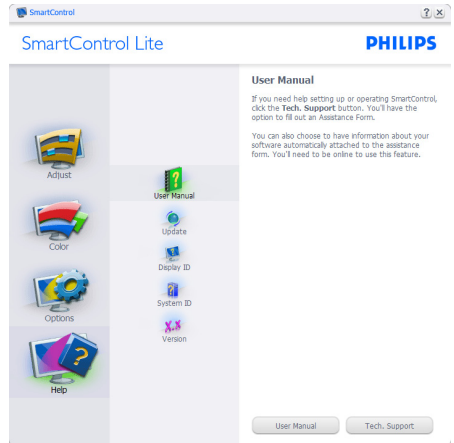 SmartControl
? ×
SmartControl Lite
PHILIPS
Adjust
Color
Options
Help
User Manual
Update
Display ID
System ID
X.X
Version
User Manual
If you need help setting up or operating SmartControl,
click the Tech. Support button. You'll have the
option to fill out an Assistance Form.
You can also choose to have information about your
software automatically attached to the assistance
form. You'll need to be online to use this feature.
User Manual
Tech. Support